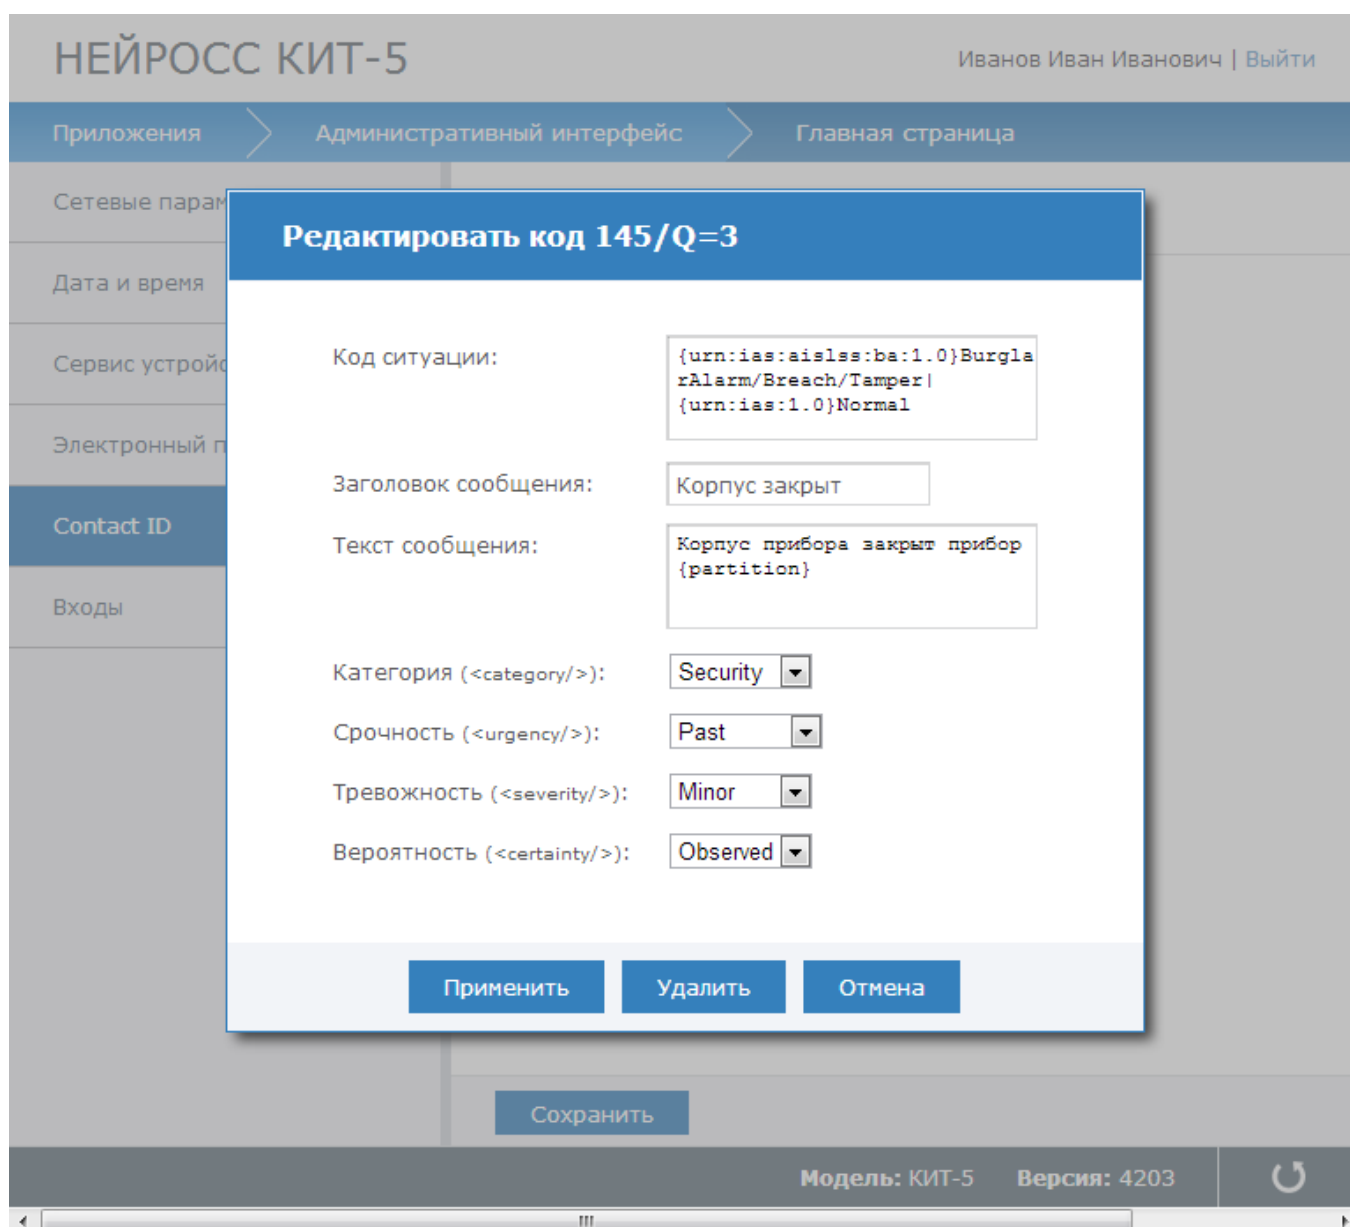 НЕЙРОСС КИТ-5
Иванов Иван Иванович | Выйти
Приложения
Административный интерфейс
Главная страница
Сетевые парам
Дата и время
Сервис устройс
Электронный п
Contact ID
Входы
Редактировать код 145/Q=3
Код ситуации:
{urn:ias:aislss:ba:1.0}Burgla
rAlarm/Breach/Tamper|
{urn:ias:1.0}Normal
Заголовок сообщения:
Корпус закрыт
Текст сообщения:
Корпус прибора закрыт прибор
{partition}
Категория (<category/>):
Security
Срочность (<urgency/>):
Past
Тревожность (<severity/>):
Minor
Вероятность (<certainty/>):
Observed
Применить
Удалить
Отмена
Сохранить
Модель: КИТ-5
Версия: 4203